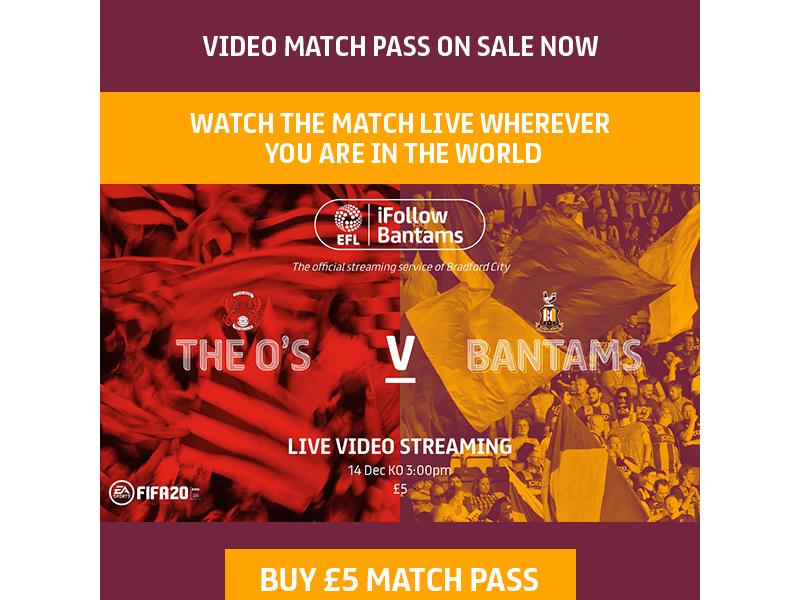 VIDEO MATCH PASS ON SALE NOW
WATCH THE MATCH LIVE WHEREVER
YOU ARE IN THE WORLD
EFL
iFollow
Bantams
The official streaming service of Bradford City
THE O'S
V
BANTAMS
LIVE VIDEO STREAMING
14 Dec KO 3:00pm
£5
EA SPORTS
FIFA20
BUY £5 MATCH PASS